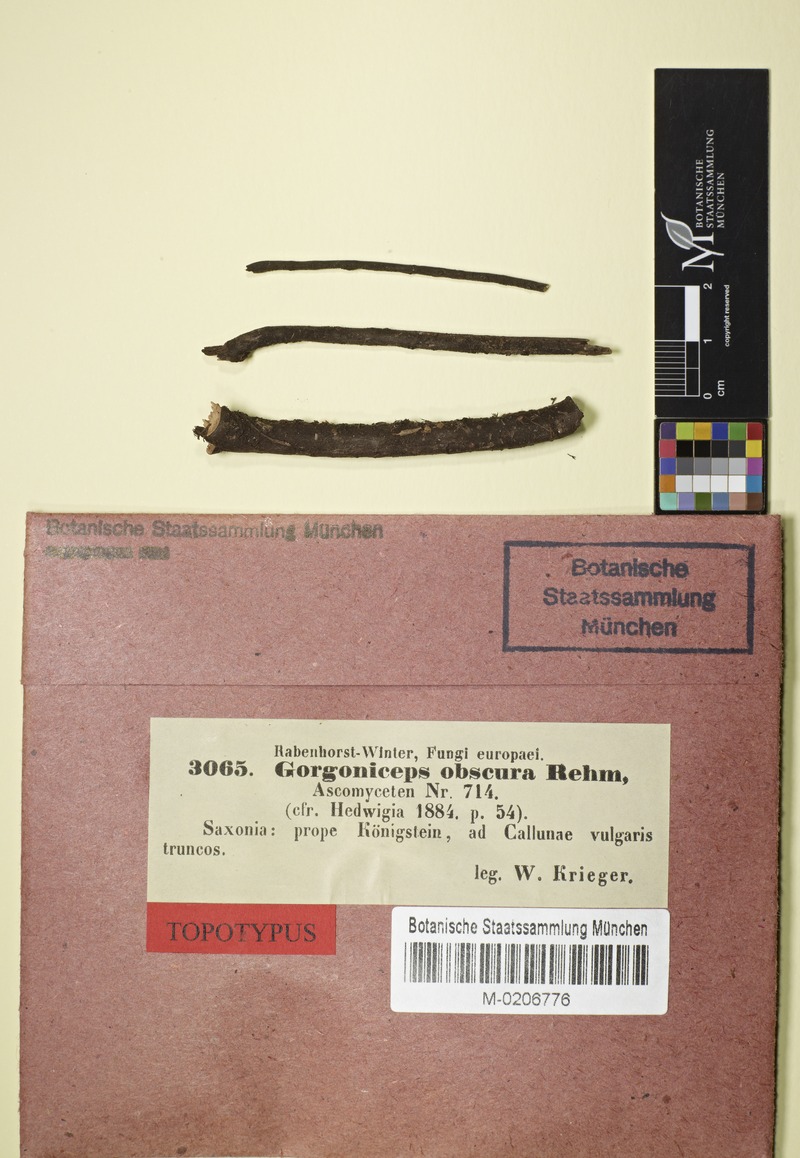 BOTANISCHE
STAATSSAMMLUNG
MÜNCHEN
copyright reserved
0 1 2
cm
Botanische Staatssammlung München
Botanische
Staatssammlung
München
Rabenhorst-Winter, Fungi europaei.
3065. Gorgoniceps obscura Rehm,
Ascomyceten Nr. 714.
(cfr. Hedwigia 1884, p. 54).
Saxonia: prope Königstein, ad Callunae vulgaris
truncos.
leg. W. Krieger.
TOPOTYPUS
Botanische Staatssammlung München
M-0206776